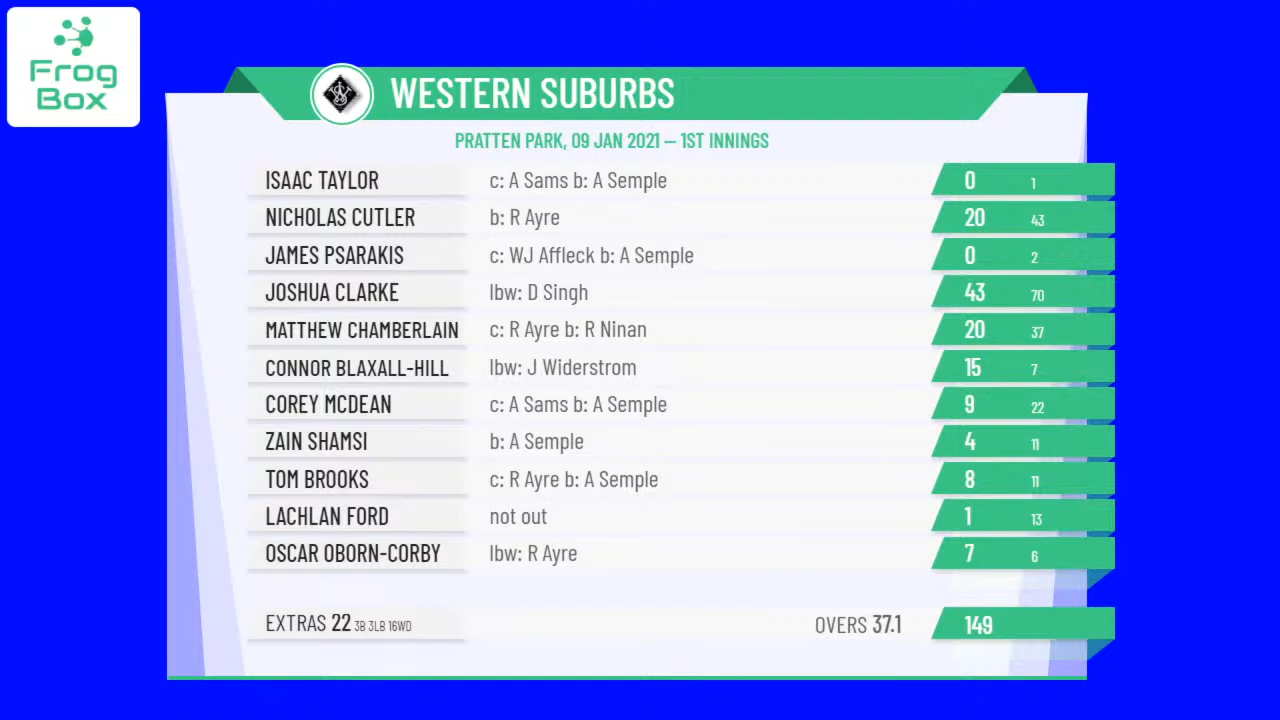 Frog
Box
WESTERN SUBURBS
PRATTEN PARK, 09 JAN 2021 – 1ST INNINGS
ISAAC TAYLOR c: A Sams b: A Semple 0 1
NICHOLAS CUTLER b: R Ayre 20 43
JAMES PSARAKIS c: WJ Affleck b: A Semple 0 2
JOSHUA CLARKE lbw: D Singh 43 70
MATTHEW CHAMBERLAIN c: R Ayre b: R Ninan 20 37
CONNOR BLAXALL-HILL lbw: J Widerstrom 15 7
COREY MCDEAN c: A Sams b: A Semple 9 22
ZAIN SHAMSI b: A Semple 4 11
TOM BROOKS c: R Ayre b: A Semple 8 11
LACHLAN FORD not out 1 13
OSCAR OBORN-CORBY lbw: R Ayre 7 6
EXTRAS 22 3B 3LB 16WD OVERS 37.1 149